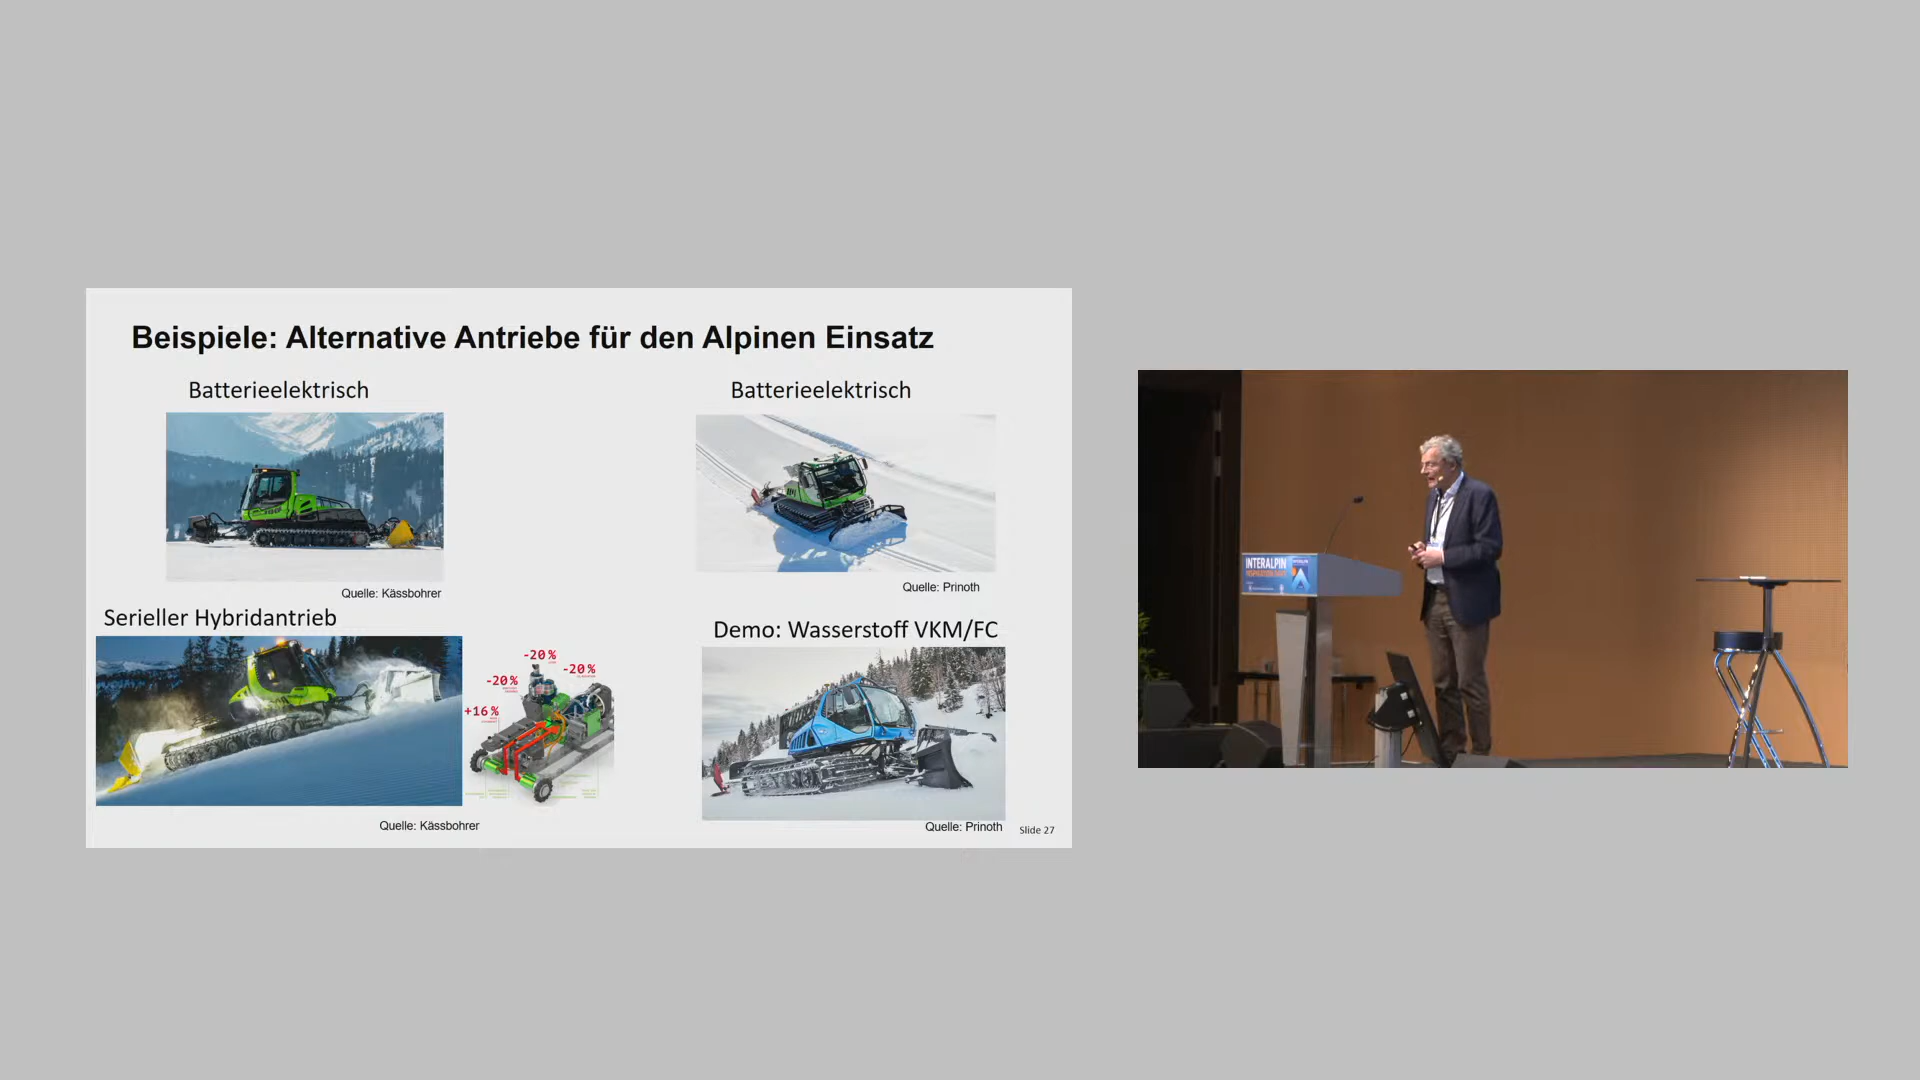 Beispiele: Alternative Antriebe für den Alpinen Einsatz
Batterieelektrisch
Batterieelektrisch
Quelle: Kässbohrer
Quelle: Prinoth
Serieller Hybridantrieb
Demo: Wasserstoff VKM/FC
-20%
-20%
-20%
+16%
Quelle: Kässbohrer
Quelle: Prinoth
Slide 27
INTERALPIN